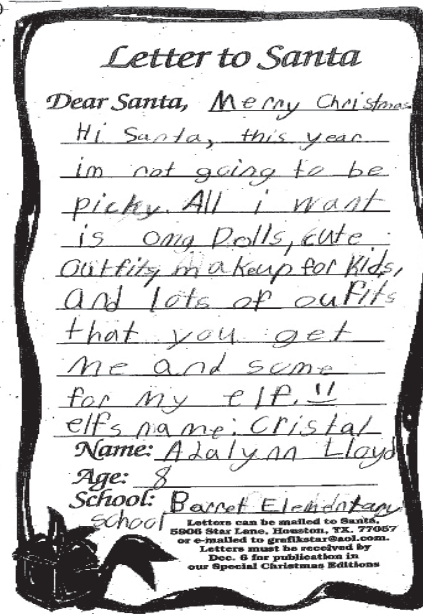 Letter to Santa
Dear Santa, Merry Christmas
Hi Santa, this year
im not going to be
picky. All i want
is omg Dolls, cute
outfits, makeup for kids,
and lots of oufits
that you get
me and some
for my elf. !!
elfs name: Cristal
Name: Adalynn Lloyd
Age: 8
School: Barret Elementary
school
Letters can be mailed to Santa,
5906 Star Lane, Houston, TX. 77057
or e-mailed to grafikstar@aol.com.
Letters must be received by
Dec. 6 for publication in
our Special Christmas Editions